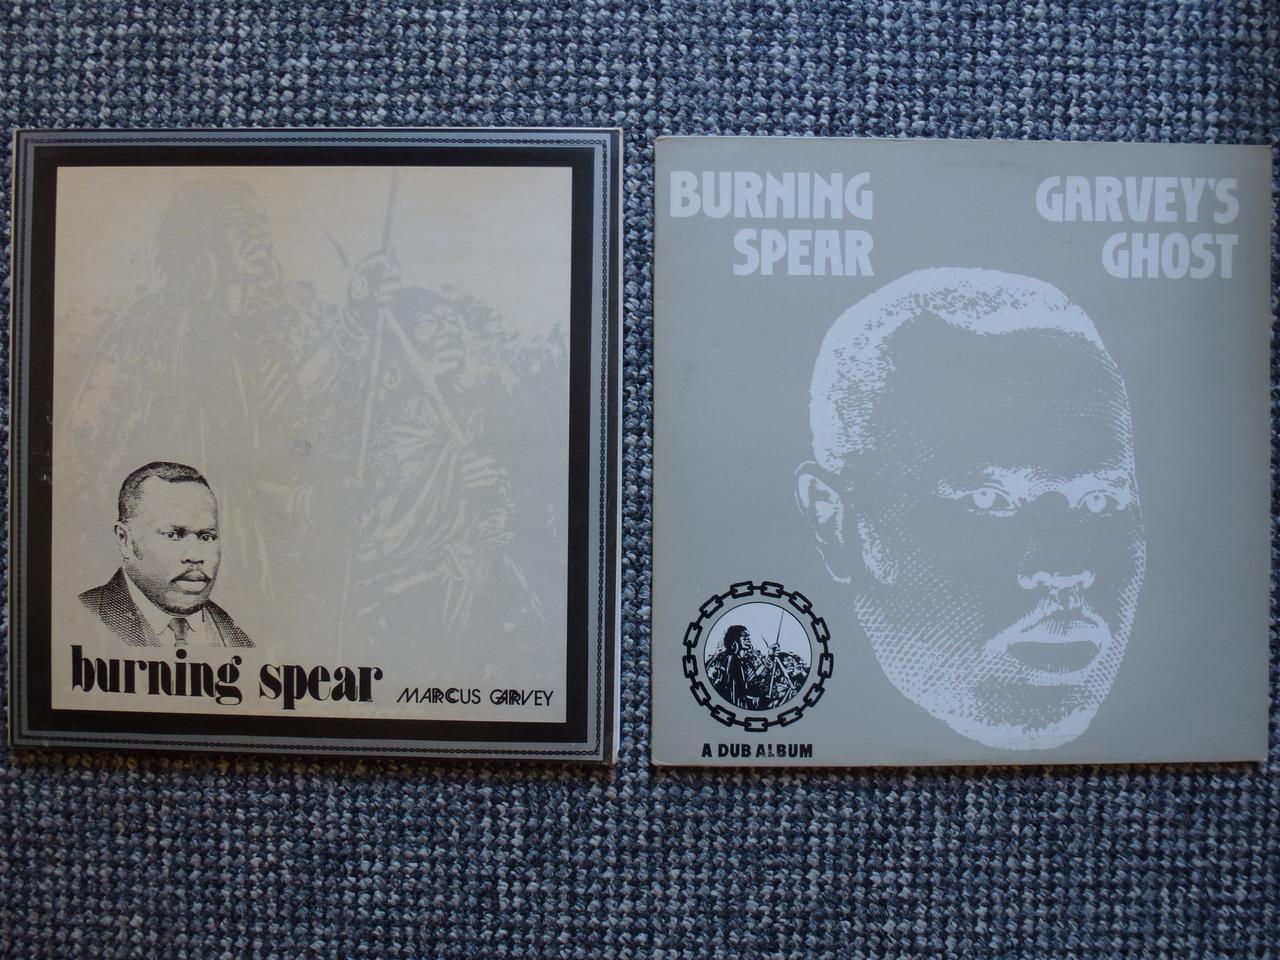 burning spear MARCUS GARVEY
BURNING
SPEAR
GARVEY'S
GHOST
A DUB ALBUM